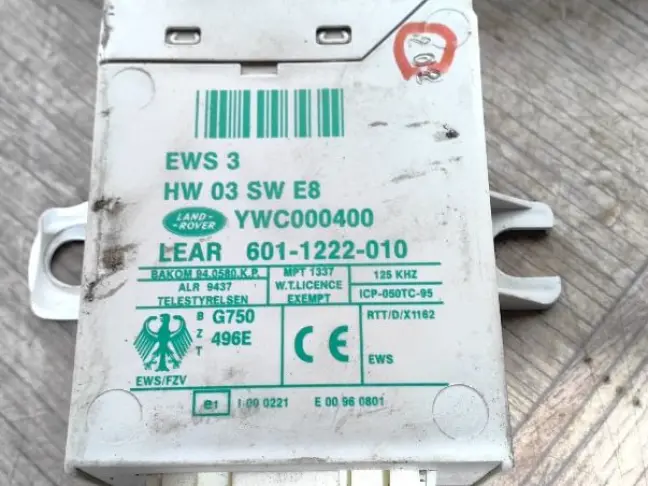 EWS 3
HW 03 SW E8
LAND-ROVER YWC000400
LEAR 601-1222-010
BAKOM 94.0580.K.P. MPT 1337 125 KHZ
ALR 9437 W.T.LICENCE
TELESTYRELSEN EXEMPT ICP-050TC-95
B G750 RTT/D/X1162
Z 496E
T
CE
EWS
EWS/FZV
e1 1-00 0221 E 00 96 0801